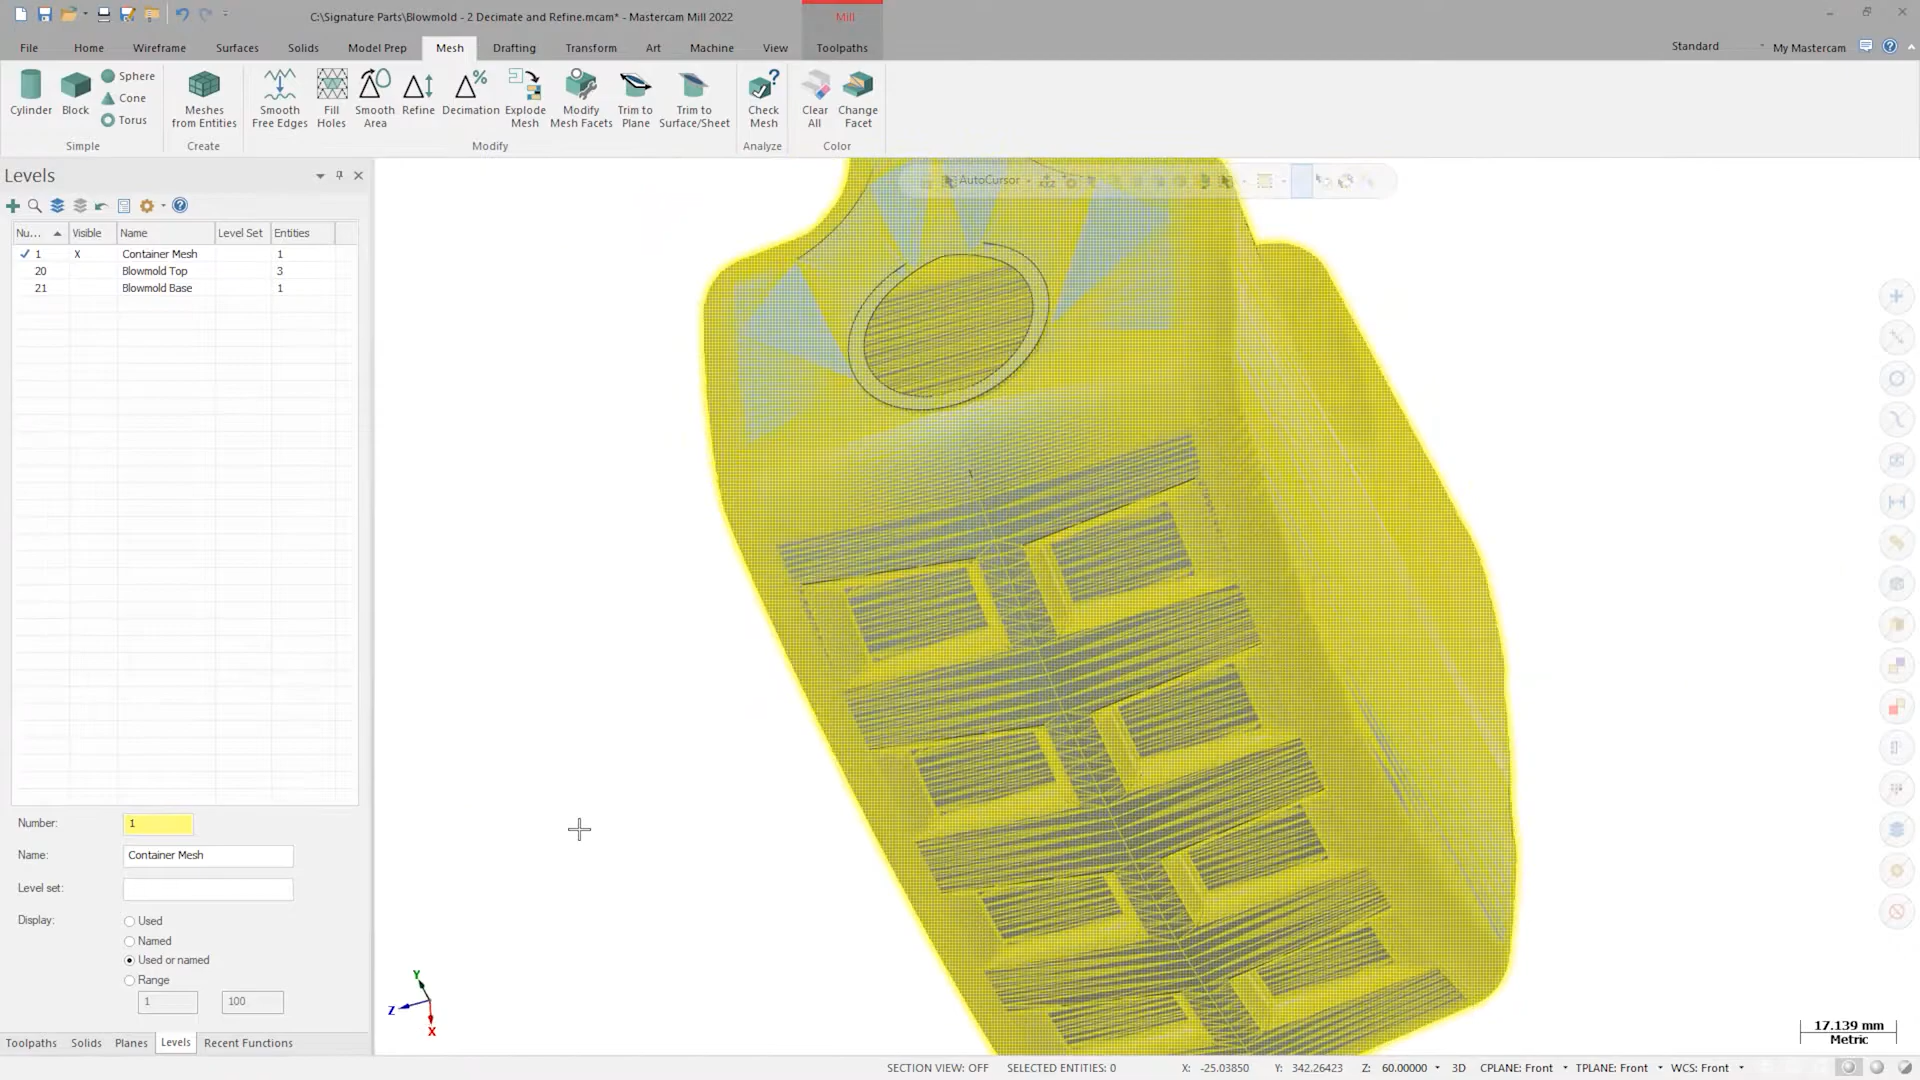 C:\Signature Parts\Blowmold - 2 Decimate and Refine.mcam* - Mastercam Mill 2022
Mill
File Home Wireframe Surfaces Solids Model Prep Mesh Drafting Transform Art Machine View Toolpaths
Standard My Mastercam
Cylinder Block Sphere Cone Torus
Simple
Meshes from Entities
Create
Smooth Free Edges Fill Holes Smooth Area Refine Decimation Explode Mesh Modify Mesh Facets Trim to Plane Trim to Surface/Sheet
Modify
Check Mesh
Analyze
Clear All Change Facet
Color
Levels
AutoCursor
Nu... Visible Name Level Set Entities
1 X Container Mesh 1
20 Blowmold Top 3
21 Blowmold Base 1
Number: 1
Name: Container Mesh
Level set:
Display: Used
Named
Used or named
Range
1 100
Y
Z
X
17.139 mm
Metric
Toolpaths Solids Planes Levels Recent Functions
SECTION VIEW: OFF SELECTED ENTITIES: 0 X: -25.03850 Y: 342.26423 Z: 60.00000 3D CPLANE: Front TPLANE: Front WCS: Front